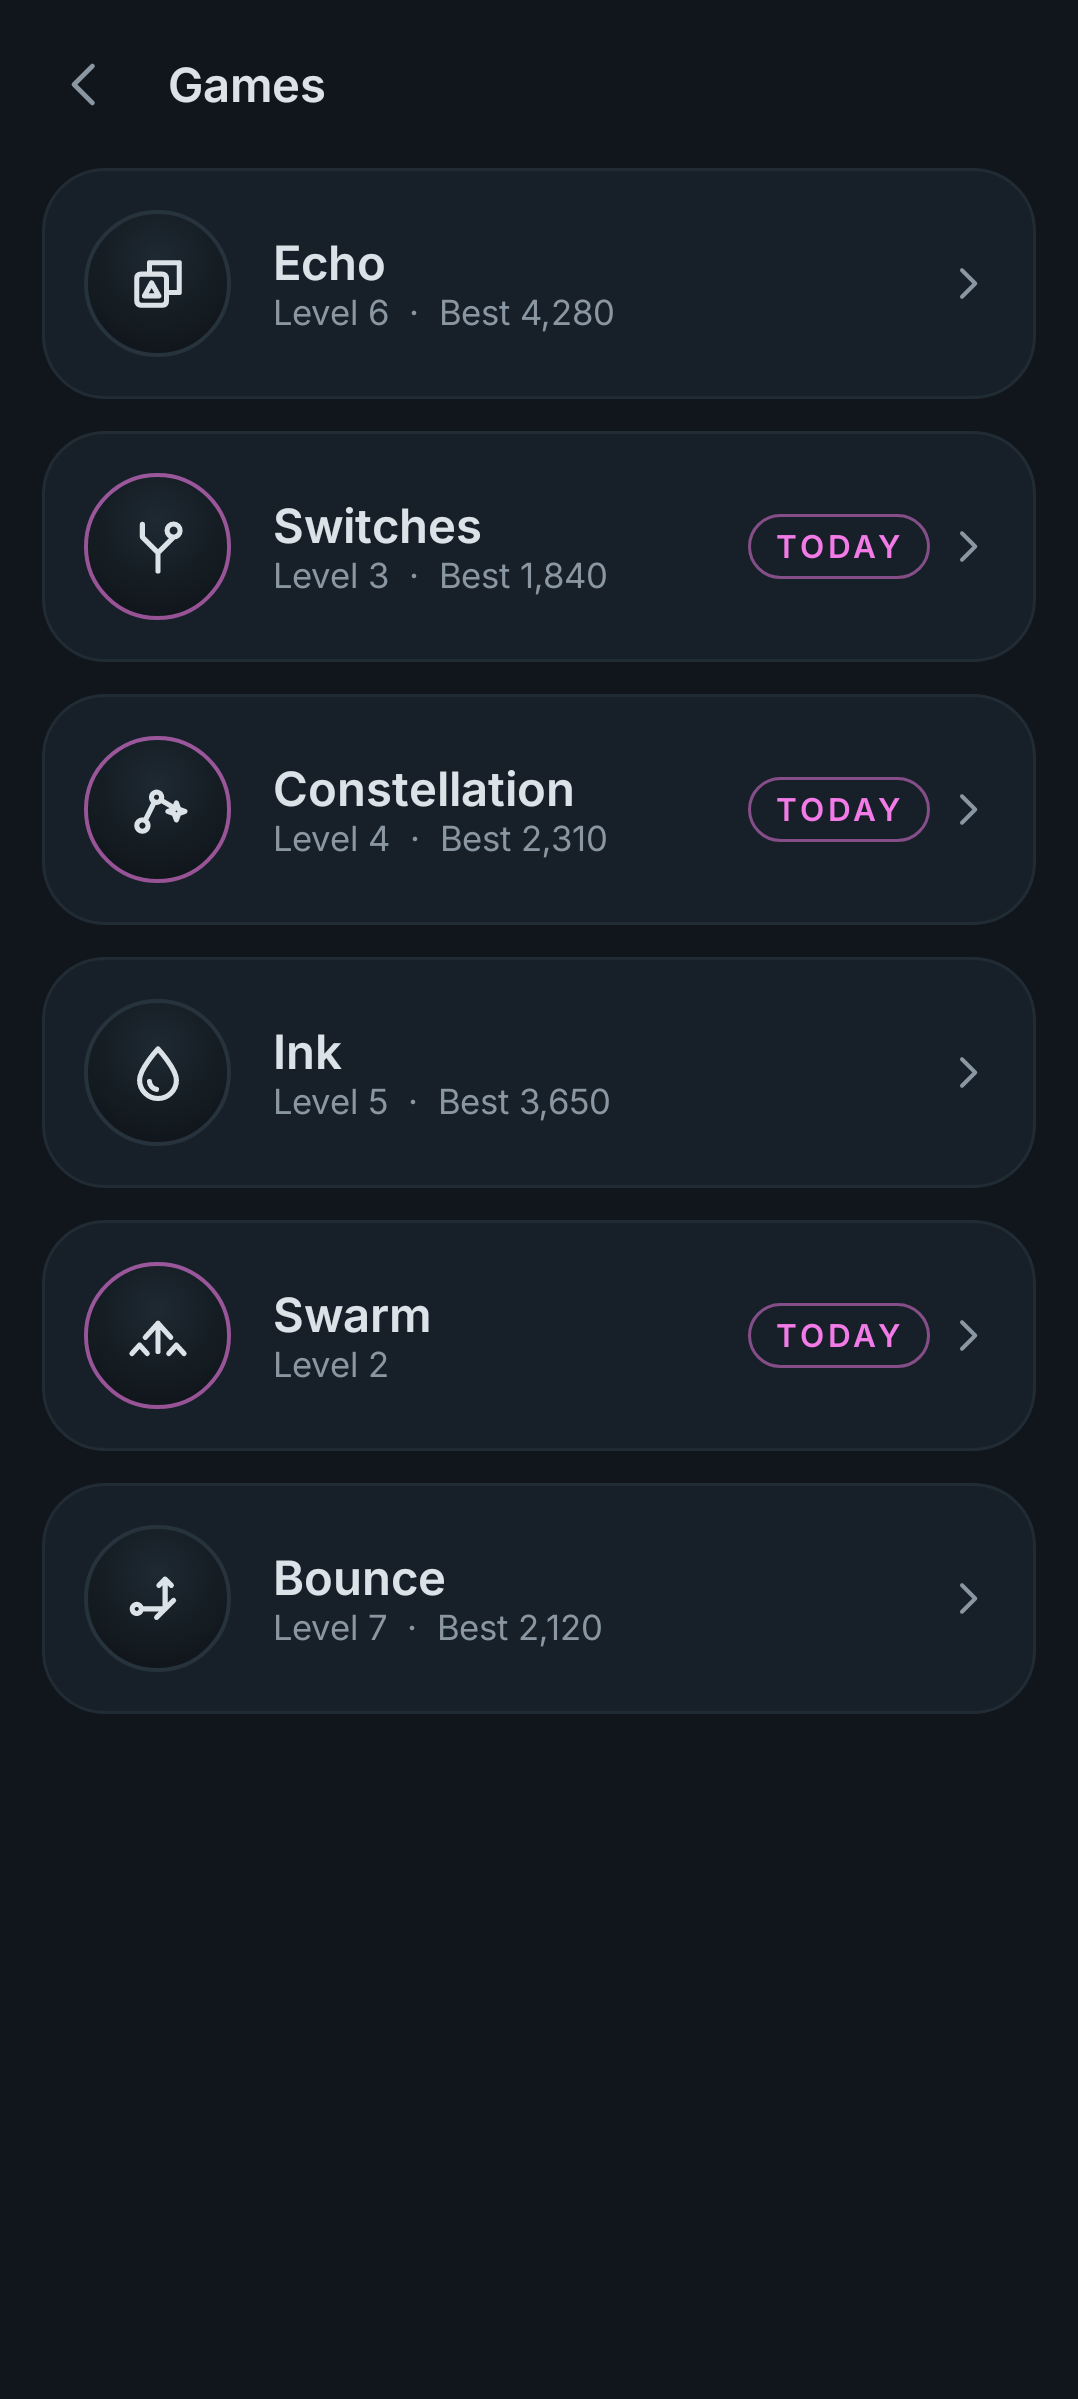 Games
Echo
Level 6 · Best 4,280
Switches
Level 3 · Best 1,840
TODAY
Constellation
Level 4 · Best 2,310
TODAY
Ink
Level 5 · Best 3,650
Swarm
Level 2
TODAY
Bounce
Level 7 · Best 2,120